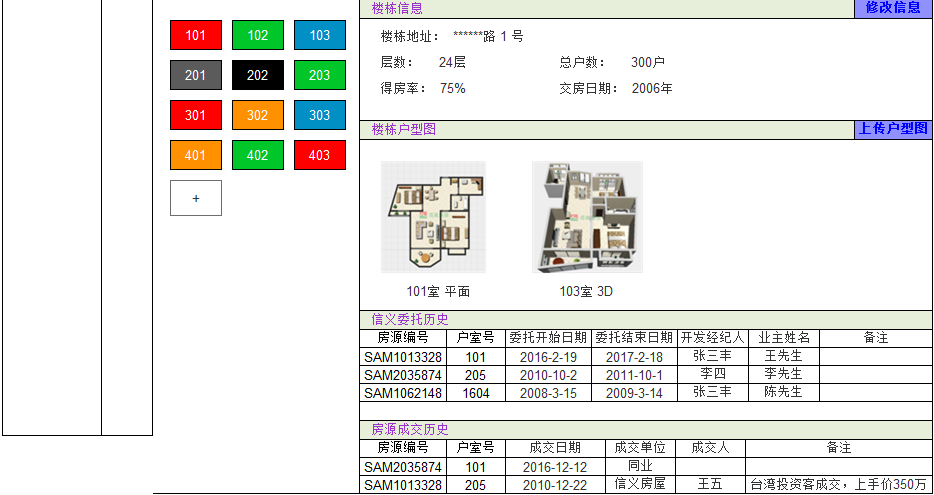 101 102 103
201 202 203
301 302 303
401 402 403
+
楼栋信息 修改信息
楼栋地址： ******路 1 号
层数： 24层 总户数： 300户
得房率： 75% 交房日期： 2006年
楼栋户型图 上传户型图
101室 平面 103室 3D
信义委托历史
房源编号 户室号 委托开始日期 委托结束日期 开发经纪人 业主姓名 备注
SAM1013328 101 2016-2-19 2017-2-18 张三丰 王先生
SAM2035874 205 2010-10-2 2011-10-1 李四 李先生
SAM1062148 1604 2008-3-15 2009-3-14 张三丰 陈先生
房源成交历史
房源编号 户室号 成交日期 成交单位 成交人 备注
SAM2035874 101 2016-12-12 同业
SAM1013328 205 2010-12-22 信义房屋 王五 台湾投资客成交，上手价350万